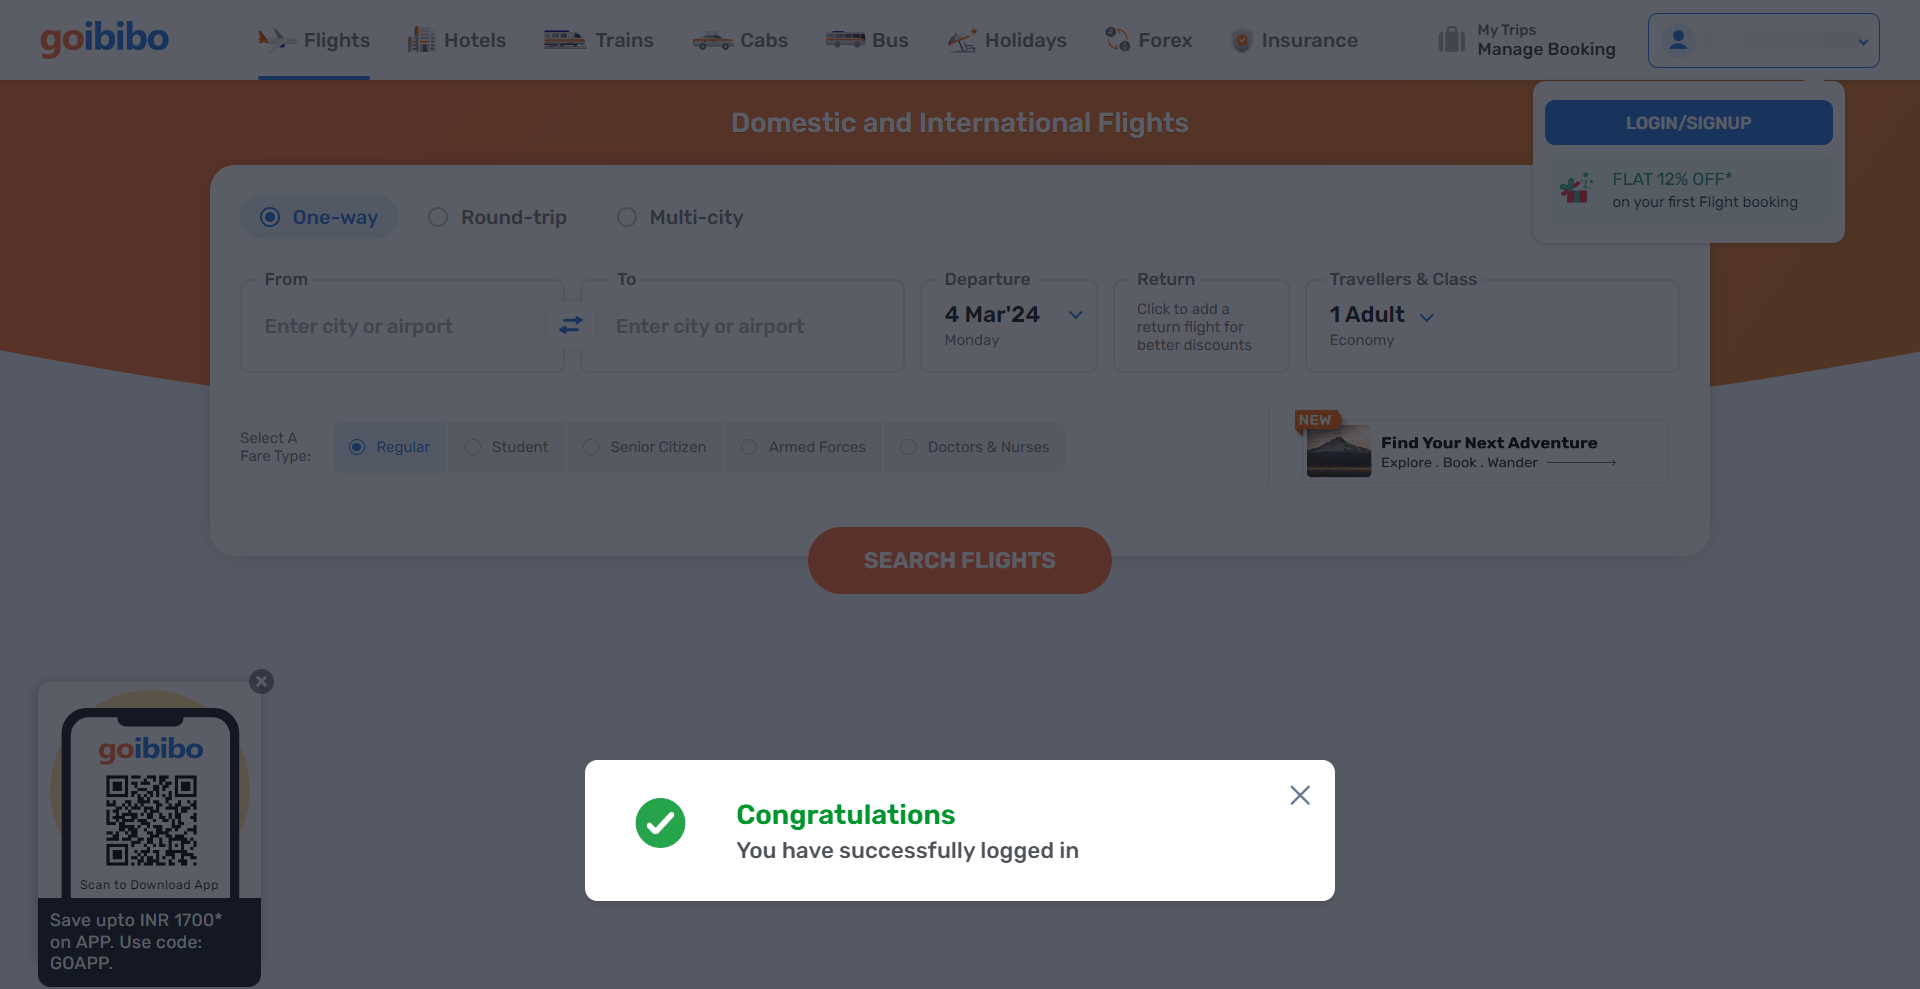 goibibo
Flights
Hotels
Trains
Cabs
Bus
Holidays
Forex
Insurance
My Trips
Manage Booking
Domestic and International Flights
LOGIN/SIGNUP
FLAT 12% OFF*
on your first Flight booking
One-way
Round-trip
Multi-city
From
Enter city or airport
To
Enter city or airport
Departure
4 Mar'24
Monday
Return
Click to add a
return flight for
better discounts
Travellers & Class
1 Adult
Economy
Select A
Fare Type:
Regular
Student
Senior Citizen
Armed Forces
Doctors & Nurses
NEW
Find Your Next Adventure
Explore . Book . Wander
SEARCH FLIGHTS
goibibo
Scan to Download App
Save upto INR 1700*
on APP. Use code:
GOAPP.
Congratulations
You have successfully logged in